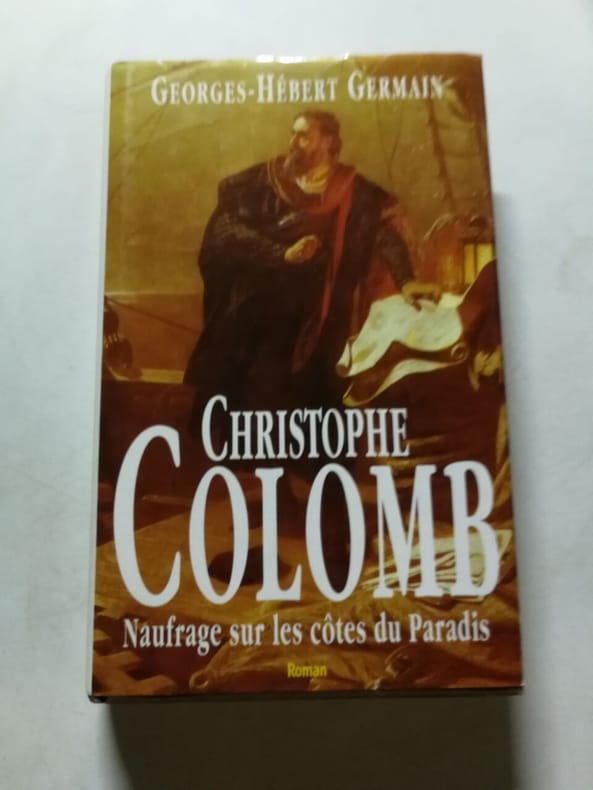 GEORGES-HÉBERT GERMAIN
CHRISTOPHE
COLOMB
Naufrage sur les côtes du Paradis
Roman